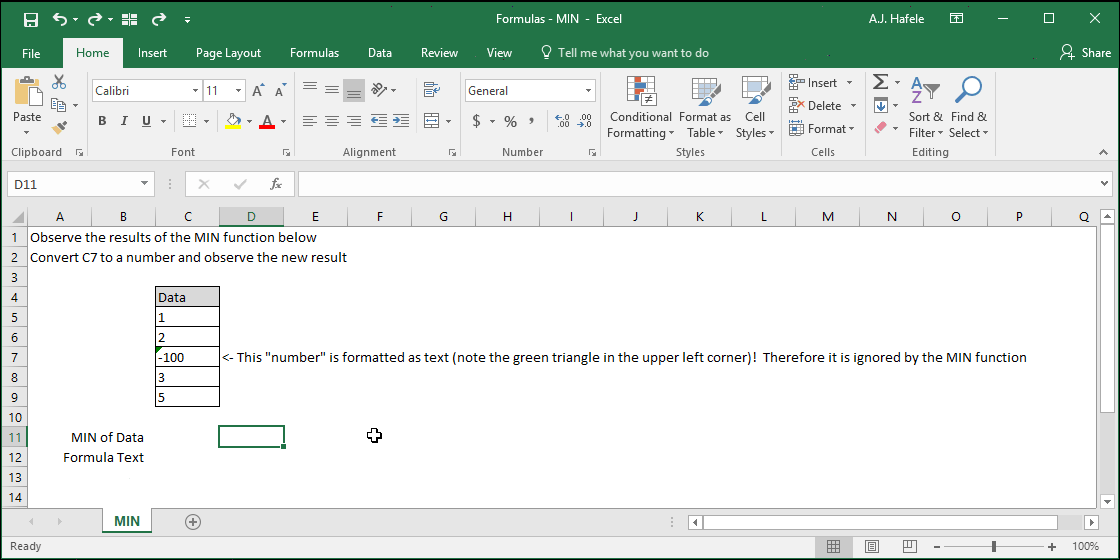 Formulas - MIN - Excel
A.J. Hafele
File Home Insert Page Layout Formulas Data Review View Tell me what you want to do Share
Paste
Calibri 11
B I U A
General
$ % ,
Conditional Formatting
Format as Table
Cell Styles
Insert
Delete
Format
Sort & Filter
Find & Select
Clipboard Font Alignment Number Styles Cells Editing
D11 fx
A B C D E F G H I J K L M N O P Q
1 Observe the results of the MIN function below
2 Convert C7 to a number and observe the new result
3
4 Data
5 1
6 2
7 -100 <- This "number" is formatted as text (note the green triangle in the upper left corner)! Therefore it is ignored by the MIN function
8 3
9 5
10
11 MIN of Data
12 Formula Text
13
14
MIN
Ready 100%